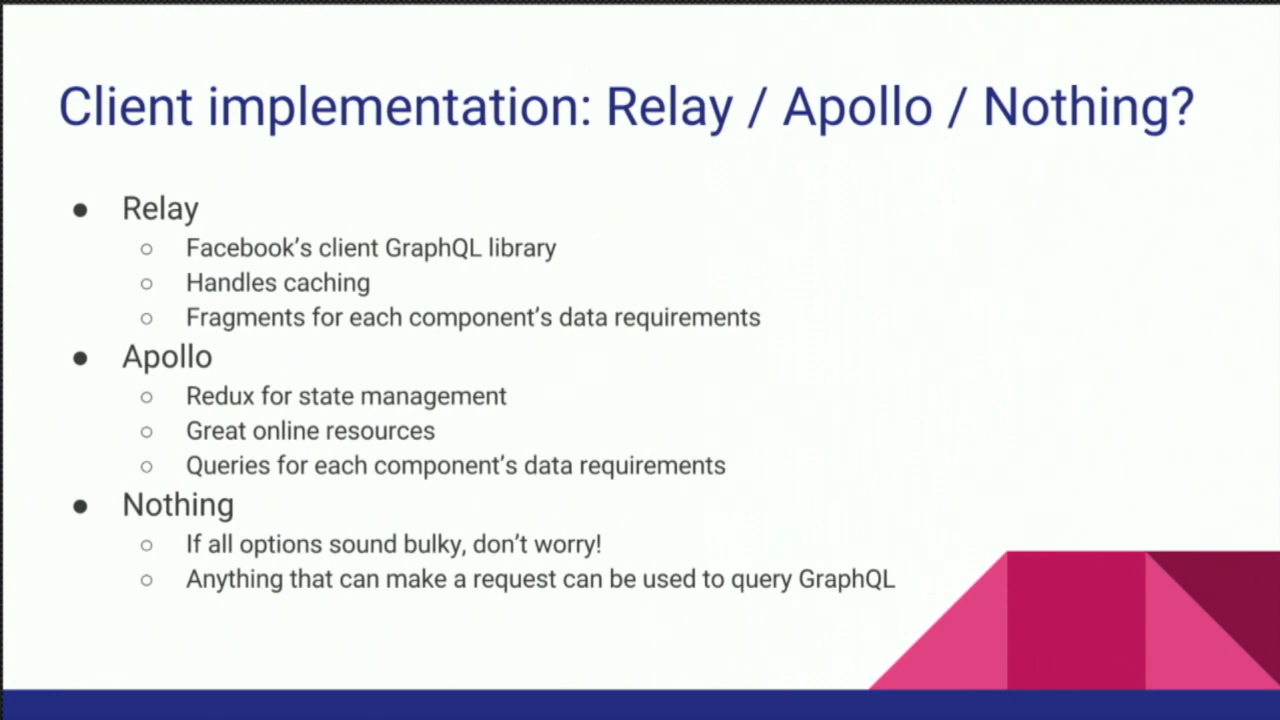 Client implementation: Relay / Apollo / Nothing?
● Relay
○ Facebook’s client GraphQL library
○ Handles caching
○ Fragments for each component’s data requirements
● Apollo
○ Redux for state management
○ Great online resources
○ Queries for each component’s data requirements
● Nothing
○ If all options sound bulky, don’t worry!
○ Anything that can make a request can be used to query GraphQL